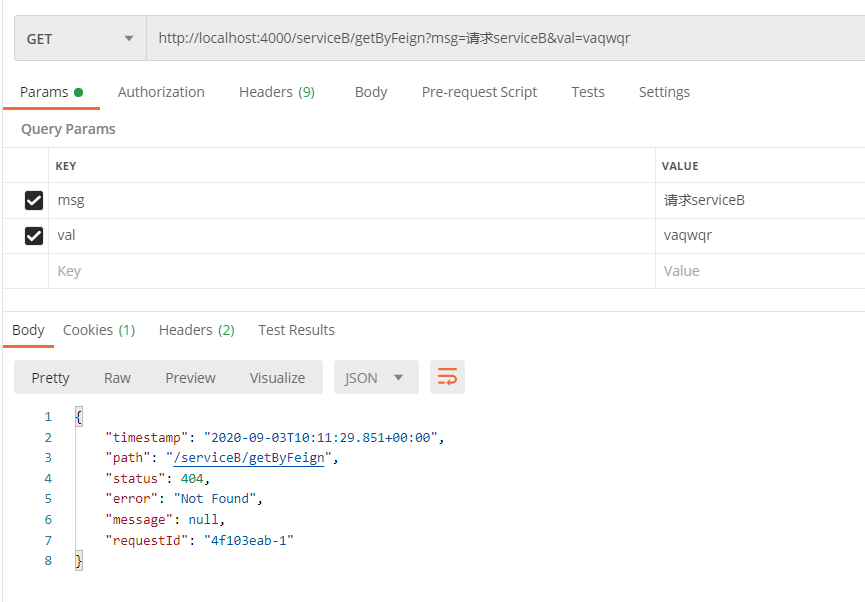 GET http://localhost:4000/serviceB/getByFeign?msg=请求serviceB&val=vaqwqr
Params Authorization Headers (9) Body Pre-request Script Tests Settings
Query Params
KEY VALUE
msg 请求serviceB
val vaqwqr
Key Value
Body Cookies (1) Headers (2) Test Results
Pretty Raw Preview Visualize JSON
1 {
2 "timestamp": "2020-09-03T10:11:29.851+00:00",
3 "path": "/serviceB/getByFeign",
4 "status": 404,
5 "error": "Not Found",
6 "message": null,
7 "requestId": "4f103eab-1"
8 }